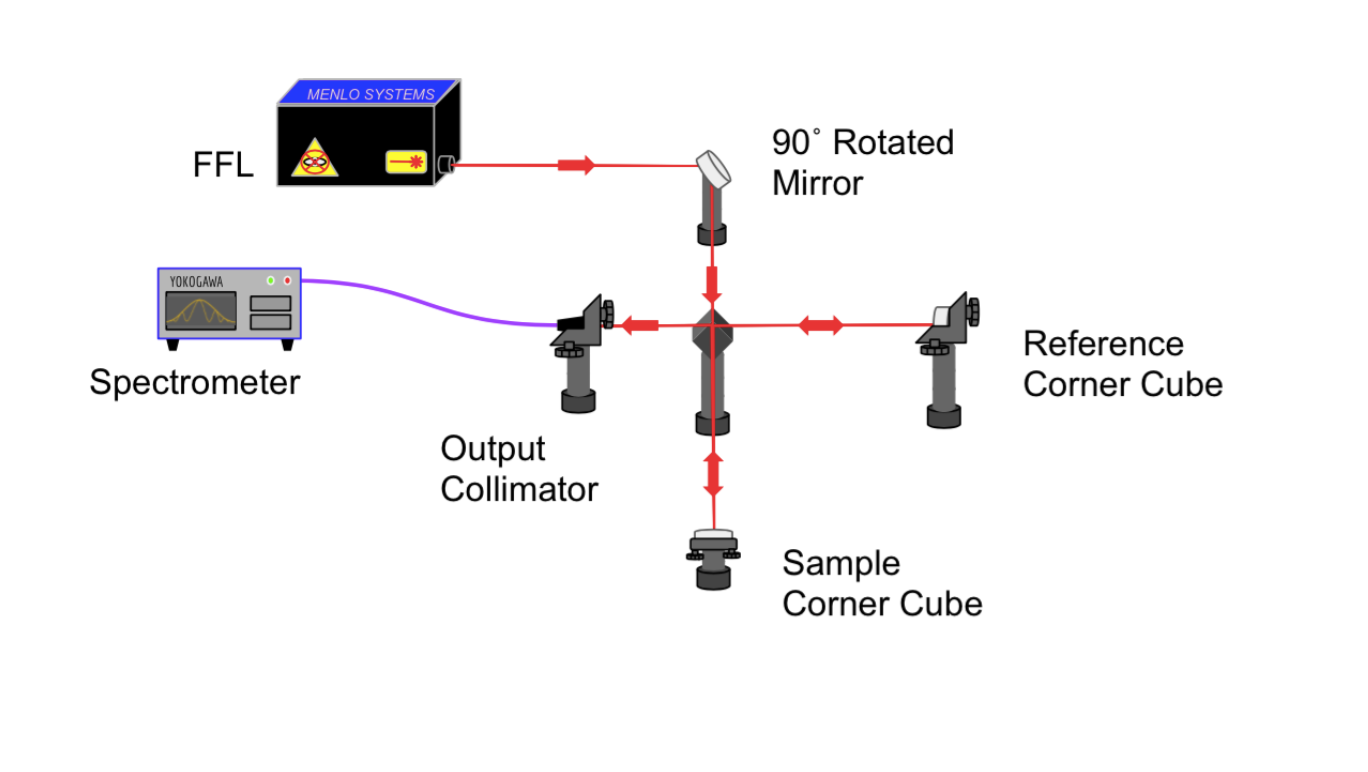 MENLO SYSTEMS
FFL
90° Rotated
Mirror
YOKOGAWA
Spectrometer
Output
Collimator
Reference
Corner Cube
Sample
Corner Cube